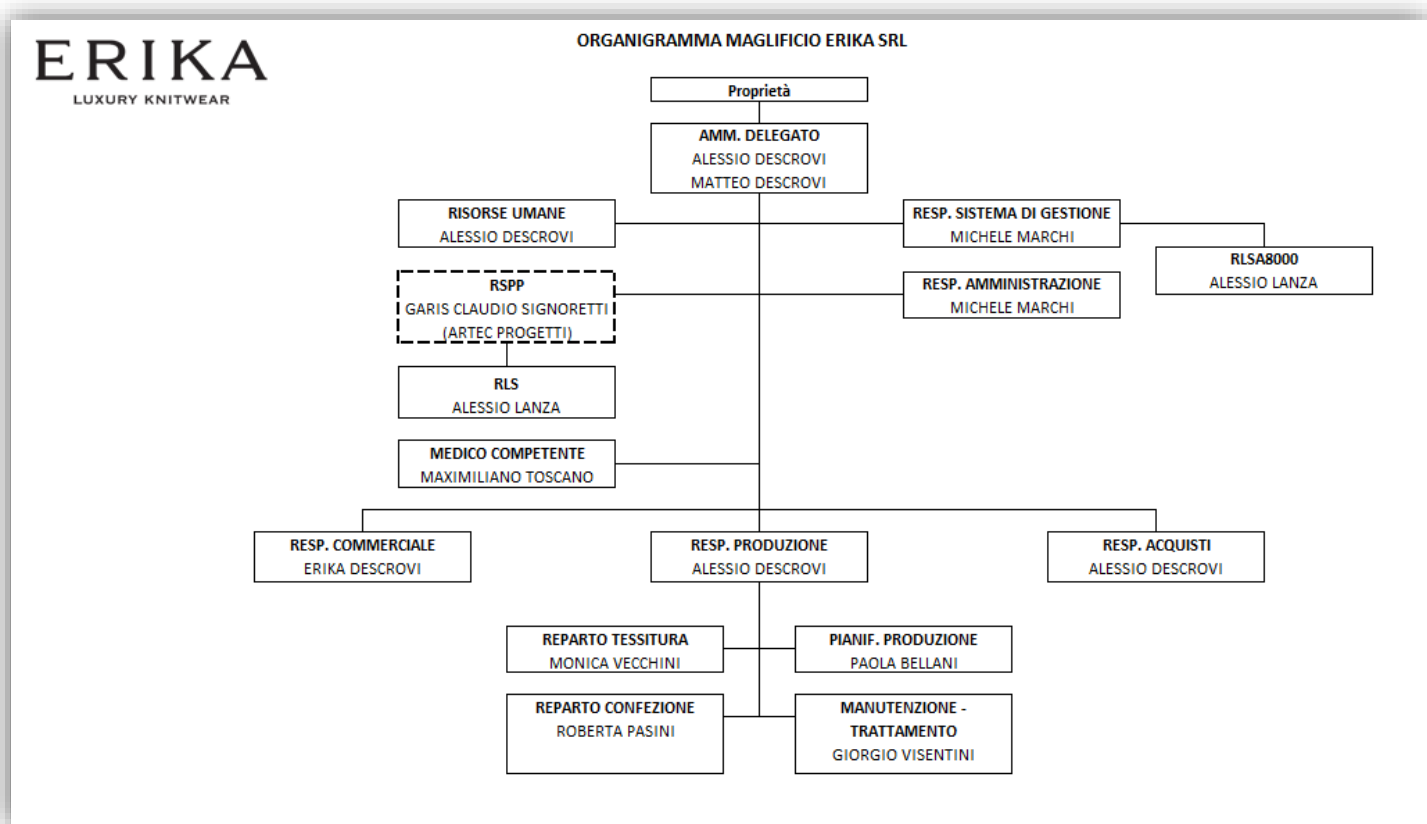 ERIKA
LUXURY KNITWEAR
ORGANIGRAMMA MAGLIFICIO ERIKA SRL
Proprietà
AMM. DELEGATO
ALESSIO DESCROVI
MATTEO DESCROVI
RISORSE UMANE
ALESSIO DESCROVI
RESP. SISTEMA DI GESTIONE
MICHELE MARCHI
RLSA8000
ALESSIO LANZA
RSPP
GARIS CLAUDIO SIGNORETTI
(ARTEC PROGETTI)
RESP. AMMINISTRAZIONE
MICHELE MARCHI
RLS
ALESSIO LANZA
MEDICO COMPETENTE
MAXIMILIANO TOSCANO
RESP. COMMERCIALE
ERIKA DESCROVI
RESP. PRODUZIONE
ALESSIO DESCROVI
RESP. ACQUISTI
ALESSIO DESCROVI
REPARTO TESSITURA
MONICA VECCHINI
PIANIF. PRODUZIONE
PAOLA BELLANI
REPARTO CONFEZIONE
ROBERTA PASINI
MANUTENZIONE -
TRATTAMENTO
GIORGIO VISENTINI